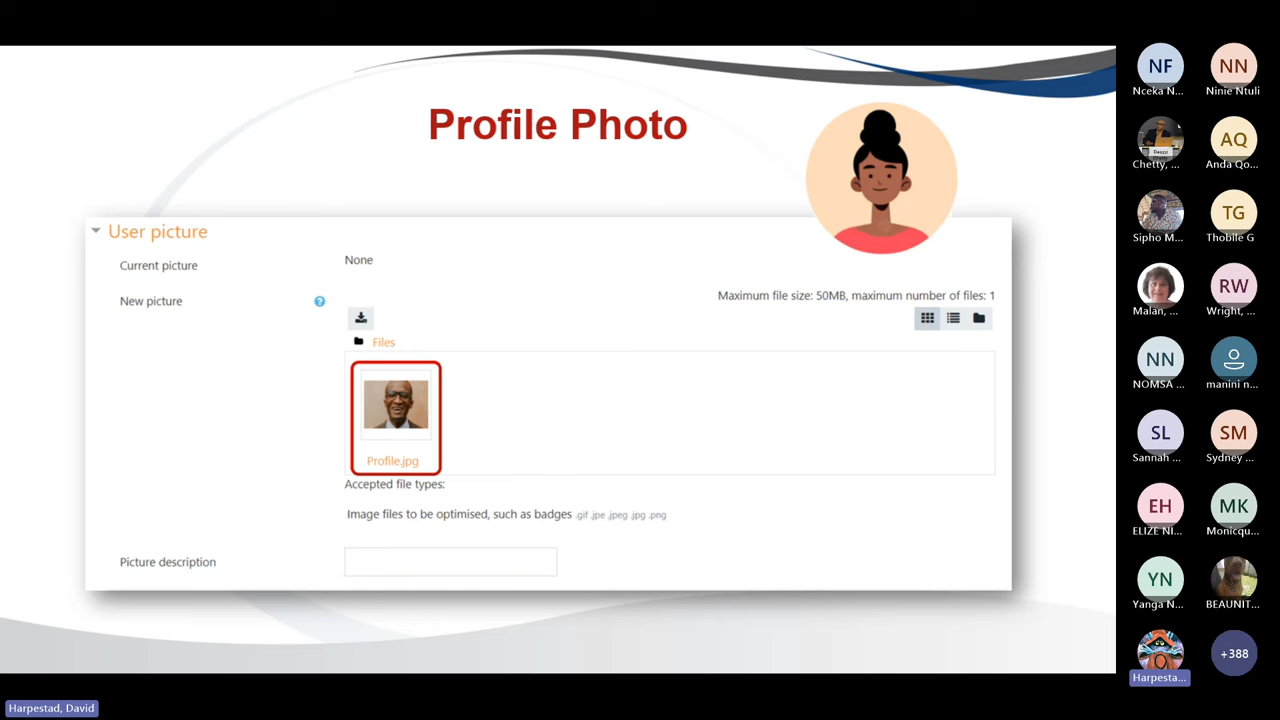 Profile Photo
User picture
Current picture
None
New picture
?
Maximum file size: 50MB, maximum number of files: 1
Files
Profile.jpg
Accepted file types:
Image files to be optimised, such as badges .gif .jpe .jpeg .jpg .png
Picture description
NF
NN
Nceka N...
Ninie Ntuli
AQ
Chetty, ...
Anda Qo...
TG
Sipho M...
Thobile G
RW
Malan, ...
Wright, ...
NN
NOMSA ...
manini n...
SL
SM
Sannah ...
Sydney ...
EH
MK
ELIZE NI...
Monicqu...
YN
Yanga N...
BEAUNIT...
+388
Harpesta...
Harpestad, David